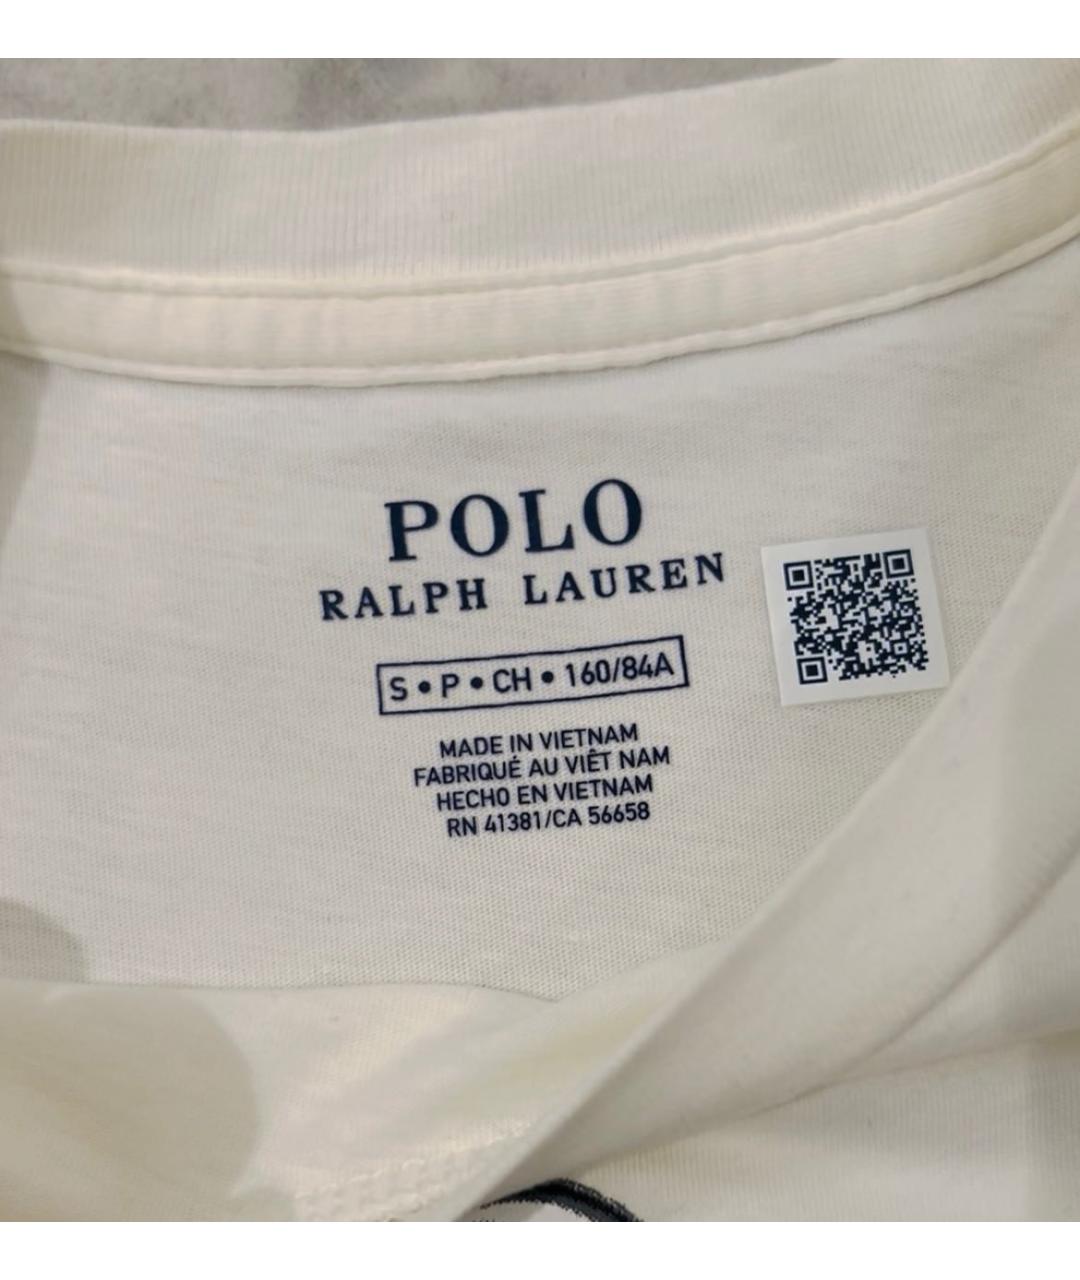 POLO
RALPH LAUREN
S • P • CH • 160/84A
MADE IN VIETNAM
FABRIQUÉ AU VIÊT NAM
HECHO EN VIETNAM
RN 41381/CA 56658